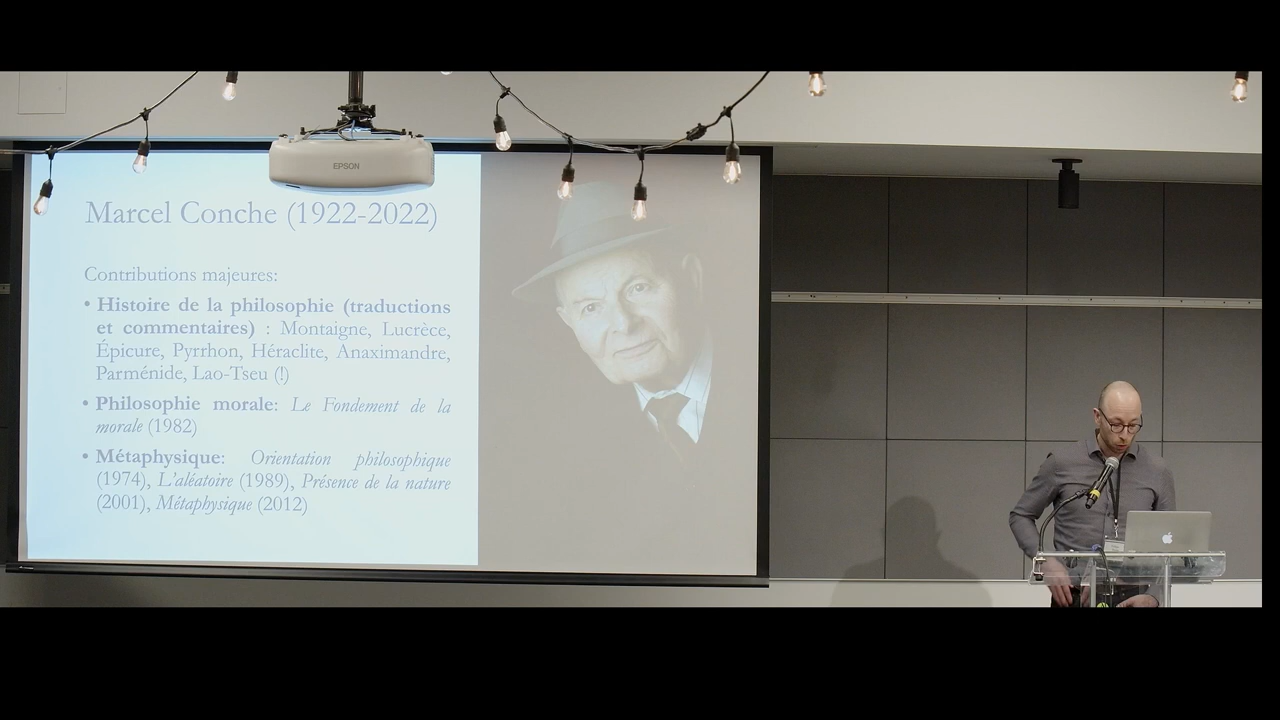 EPSON
Marcel Conche (1922-2022)
Contributions majeures:
• Histoire de la philosophie (traductions
et commentaires) : Montaigne, Lucrèce,
Épicure, Pyrrhon, Héraclite, Anaximandre,
Parménide, Lao-Tseu (!)
• Philosophie morale: Le Fondement de la
morale (1982)
• Métaphysique: Orientation philosophique
(1974), L'aléatoire (1989), Présence de la nature
(2001), Métaphysique (2012)